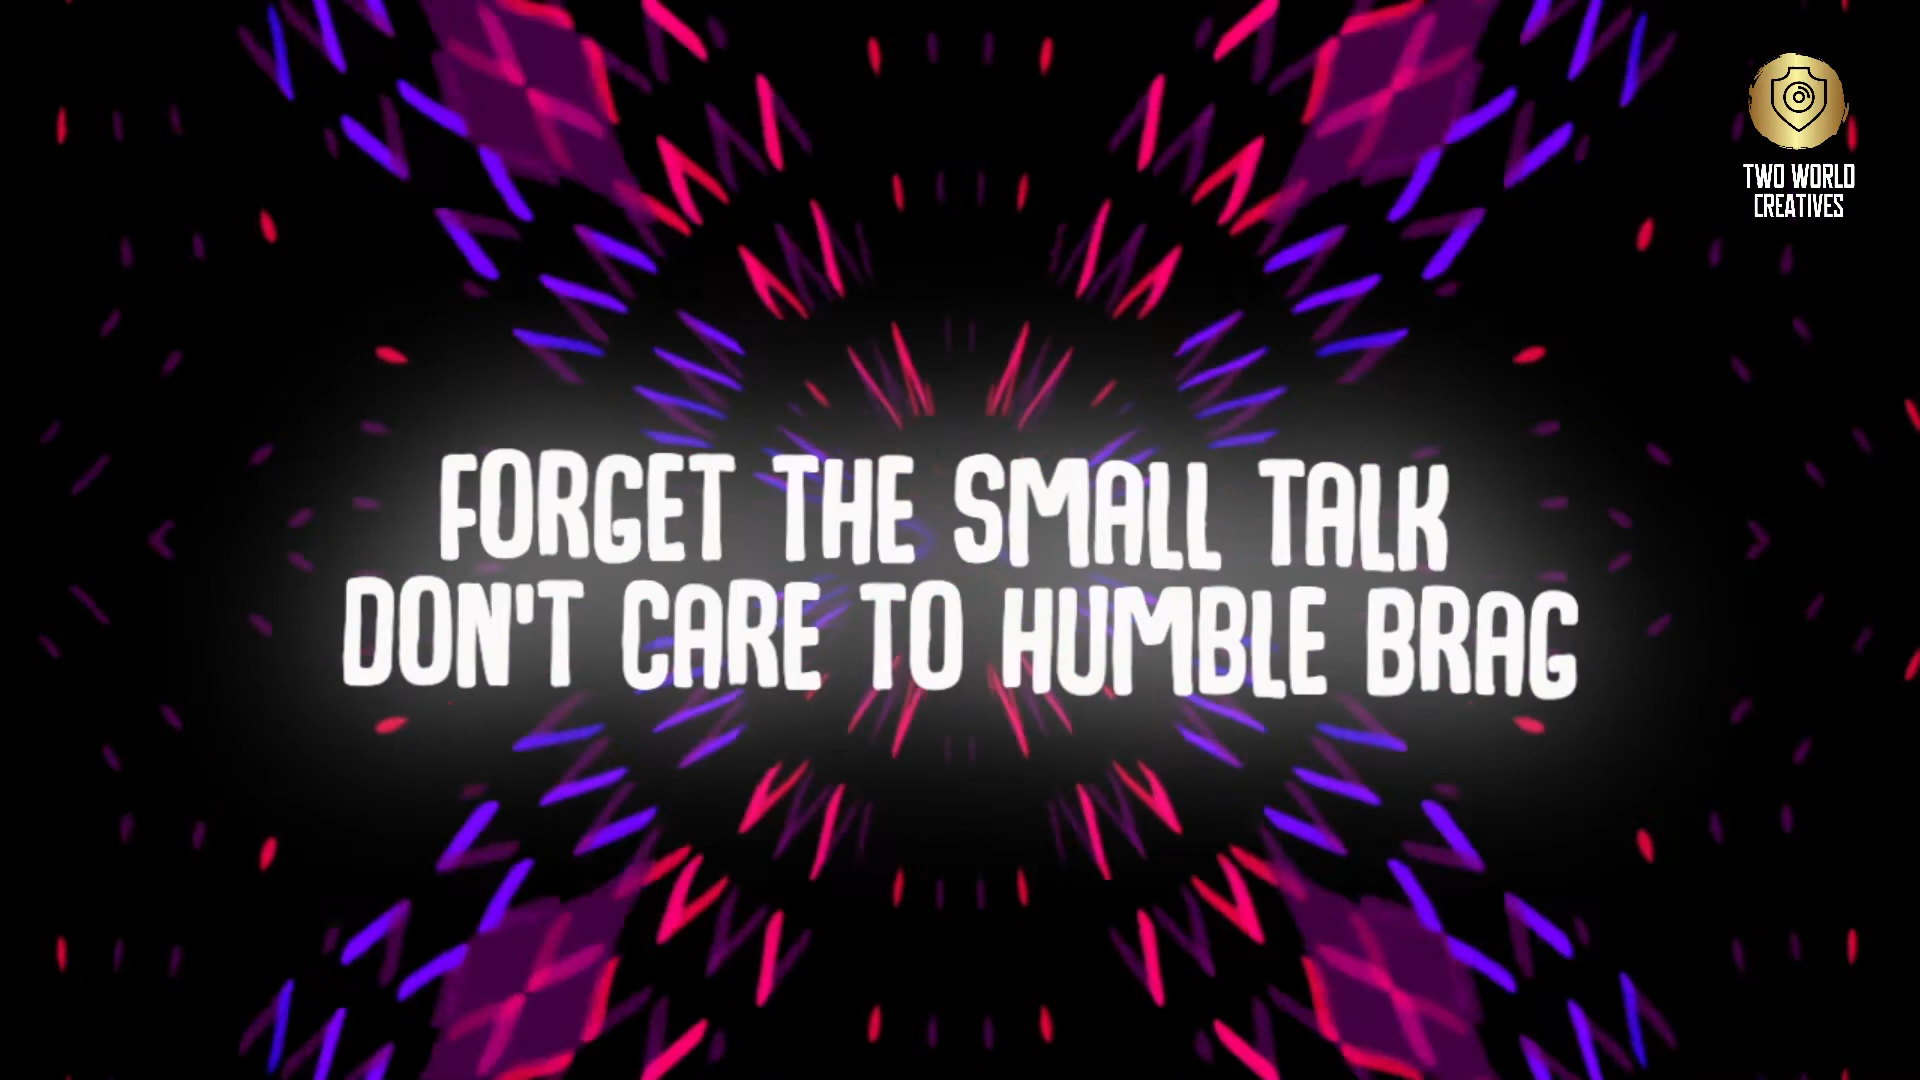 TWO WORLD
CREATIVES
FORGET THE SMALL TALK
DON'T CARE TO HUMBLE BRAG